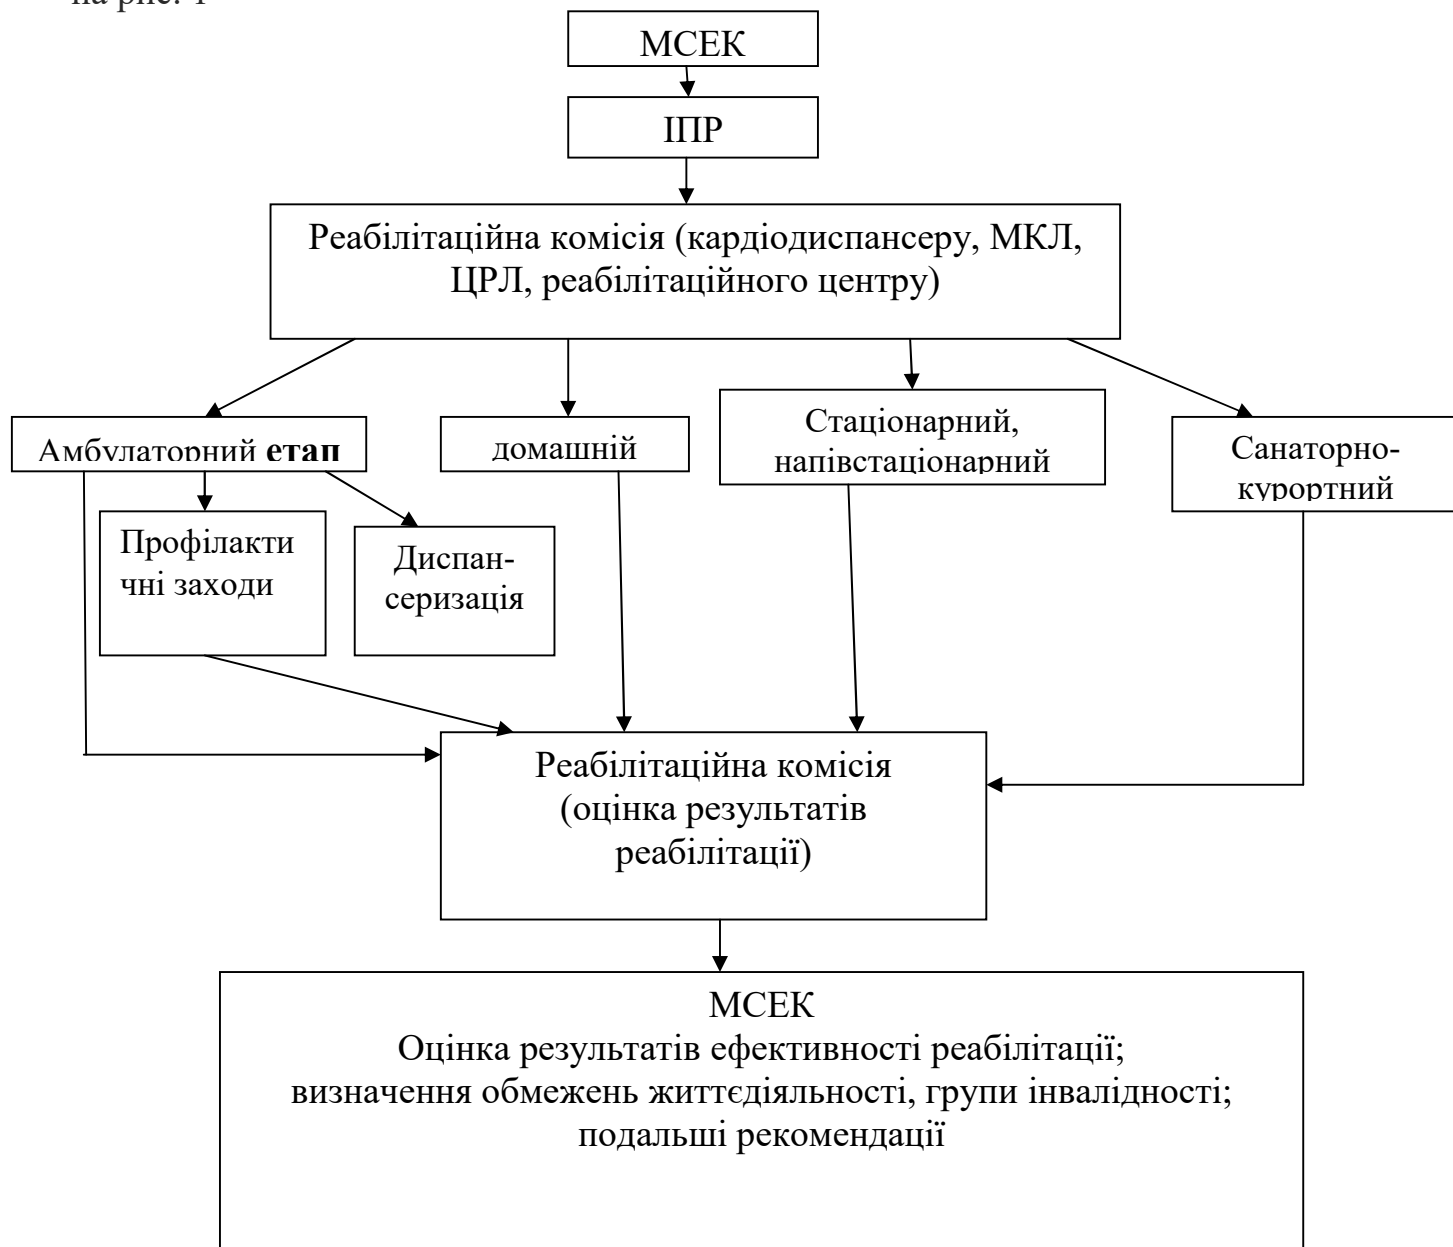 на рис. 1
МСЕК
ІПР
Реабілітаційна комісія (кардіодиспансеру, МКЛ,
ЦРЛ, реабілітаційного центру)
Амбулаторний етап
домашній
Стаціонарний,
напівстаціонарний
Санаторно-
курортний
Профілакти
чні заходи
Диспан-
серизація
Реабілітаційна комісія
(оцінка результатів
реабілітації)
МСЕК
Оцінка результатів ефективності реабілітації;
визначення обмежень життєдіяльності, групи інвалідності;
подальші рекомендації